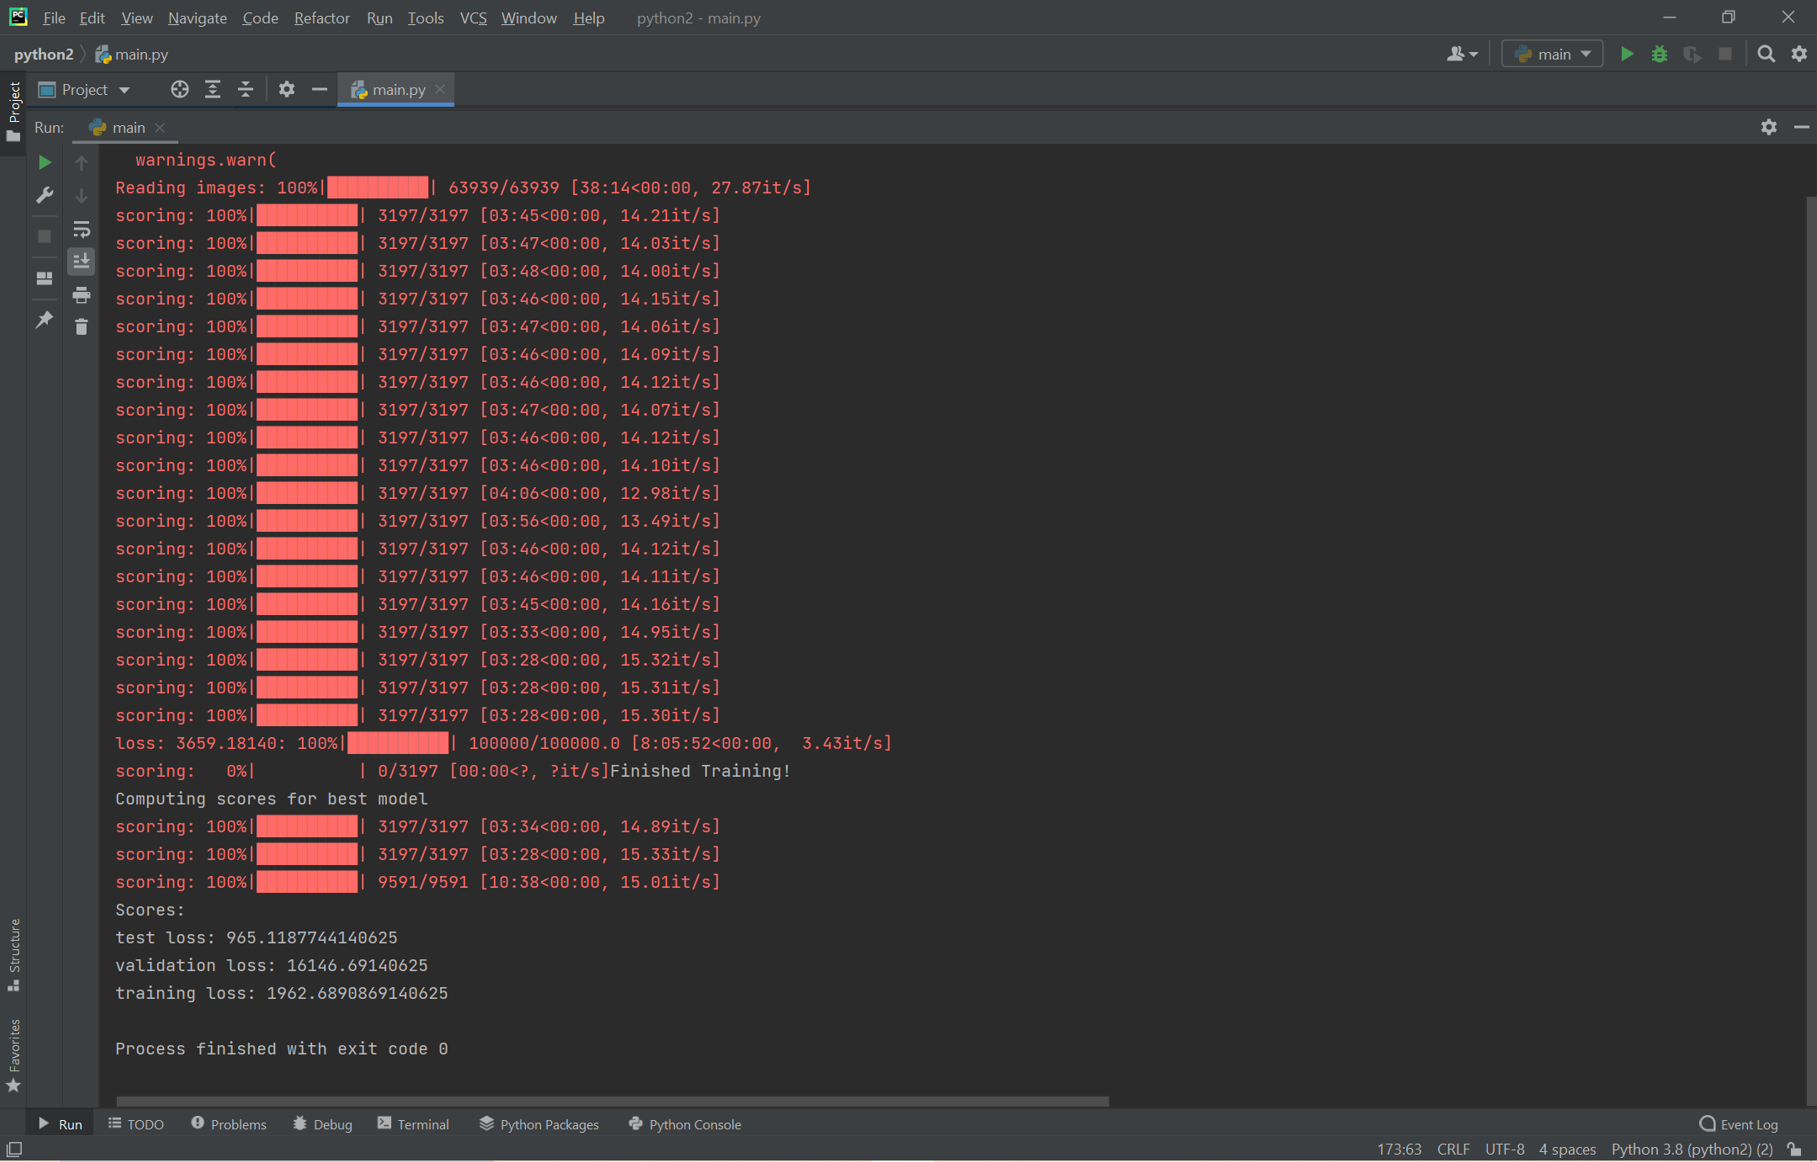 File Edit View Navigate Code Refactor Run Tools VCS Window Help python2 - main.py
python2 main.py main
Project main.py
Run: main
warnings.warn(
Reading images: 100%|██████████| 63939/63939 [38:14<00:00, 27.87it/s]
scoring: 100%|██████████| 3197/3197 [03:45<00:00, 14.21it/s]
scoring: 100%|██████████| 3197/3197 [03:47<00:00, 14.03it/s]
scoring: 100%|██████████| 3197/3197 [03:48<00:00, 14.00it/s]
scoring: 100%|██████████| 3197/3197 [03:46<00:00, 14.15it/s]
scoring: 100%|██████████| 3197/3197 [03:47<00:00, 14.06it/s]
scoring: 100%|██████████| 3197/3197 [03:46<00:00, 14.09it/s]
scoring: 100%|██████████| 3197/3197 [03:46<00:00, 14.12it/s]
scoring: 100%|██████████| 3197/3197 [03:47<00:00, 14.07it/s]
scoring: 100%|██████████| 3197/3197 [03:46<00:00, 14.12it/s]
scoring: 100%|██████████| 3197/3197 [03:46<00:00, 14.10it/s]
scoring: 100%|██████████| 3197/3197 [04:06<00:00, 12.98it/s]
scoring: 100%|██████████| 3197/3197 [03:56<00:00, 13.49it/s]
scoring: 100%|██████████| 3197/3197 [03:46<00:00, 14.12it/s]
scoring: 100%|██████████| 3197/3197 [03:46<00:00, 14.11it/s]
scoring: 100%|██████████| 3197/3197 [03:45<00:00, 14.16it/s]
scoring: 100%|██████████| 3197/3197 [03:33<00:00, 14.95it/s]
scoring: 100%|██████████| 3197/3197 [03:28<00:00, 15.32it/s]
scoring: 100%|██████████| 3197/3197 [03:28<00:00, 15.31it/s]
scoring: 100%|██████████| 3197/3197 [03:28<00:00, 15.30it/s]
loss: 3659.18140: 100%|██████████| 100000/100000.0 [8:05:52<00:00,  3.43it/s]
scoring:   0%|          | 0/3197 [00:00<?, ?it/s]Finished Training!
Computing scores for best model
scoring: 100%|██████████| 3197/3197 [03:34<00:00, 14.89it/s]
scoring: 100%|██████████| 3197/3197 [03:28<00:00, 15.33it/s]
scoring: 100%|██████████| 9591/9591 [10:38<00:00, 15.01it/s]
Scores:
test loss: 965.1187744140625
validation loss: 16146.69140625
training loss: 1962.6890869140625
Process finished with exit code 0
Project
Structure
Favorites
Run TODO Problems Debug Terminal Python Packages Python Console Event Log
173:63 CRLF UTF-8 4 spaces Python 3.8 (python2) (2)